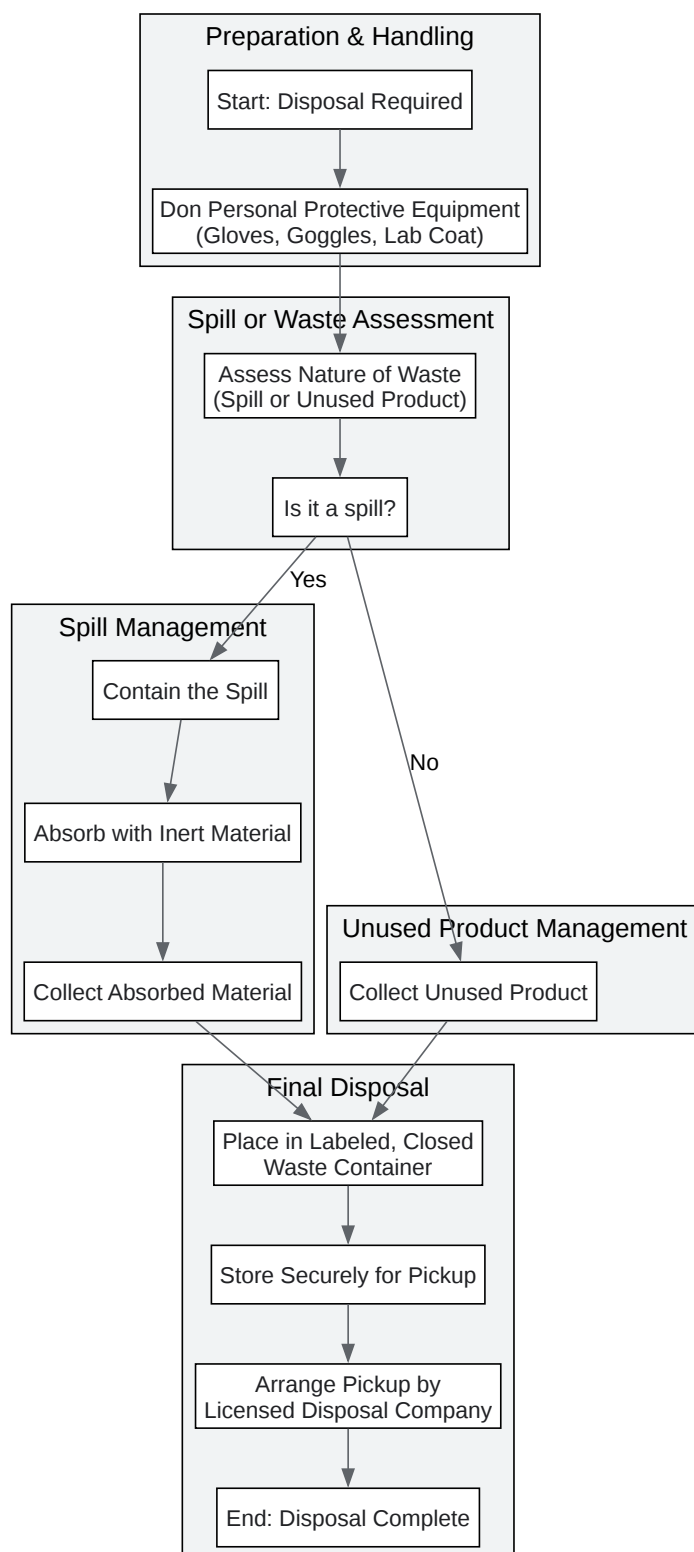 Preparation & Handling
Start: Disposal Required
Don Personal Protective Equipment
(Gloves, Goggles, Lab Coat)
Spill or Waste Assessment
Assess Nature of Waste
(Spill or Unused Product)
Is it a spill?
Yes
Spill Management
Contain the Spill
No
Absorb with Inert Material
Unused Product Management
Collect Absorbed Material
Collect Unused Product
Final Disposal
Place in Labeled, Closed
Waste Container
Store Securely for Pickup
Arrange Pickup by
Licensed Disposal Company
End: Disposal Complete